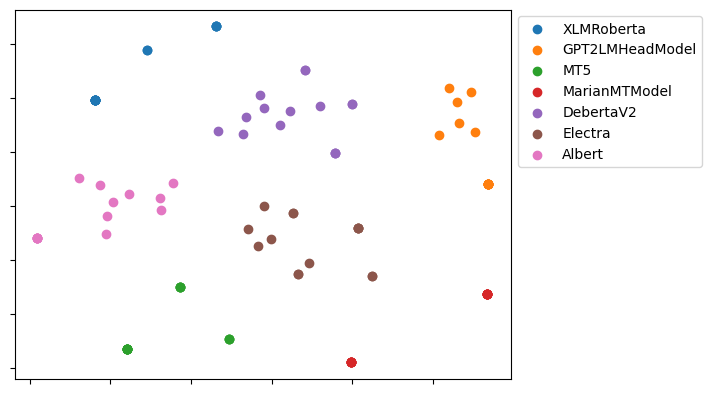 XLMRoberta
GPT2LMHeadModel
MT5
MarianMTModel
DebertaV2
Electra
Albert